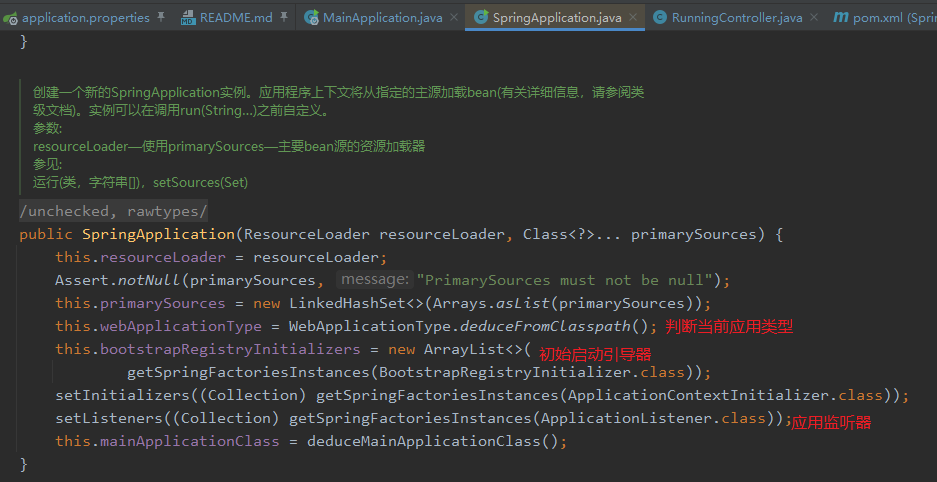 application.properties README.md MainApplication.java SpringApplication.java RunningController.java pom.xml (Sprin
}
创建一个新的SpringApplication实例。应用程序上下文将从指定的主源加载bean(有关详细信息，请参阅类
级文档)。实例可以在调用run(String...)之前自定义。
参数:
resourceLoader—使用primarySources—主要bean源的资源加载器
参见:
运行(类，字符串[])，setSources(Set)
/unchecked, rawtypes/
public SpringApplication(ResourceLoader resourceLoader, Class<?>... primarySources) {
this.resourceLoader = resourceLoader;
Assert.notNull(primarySources, message: "PrimarySources must not be null");
this.primarySources = new LinkedHashSet<>(Arrays.asList(primarySources));
this.webApplicationType = WebApplicationType.deduceFromClasspath(); 判断当前应用类型
this.bootstrapRegistryInitializers = new ArrayList<>( 初始启动引导器
getSpringFactoriesInstances(BootstrapRegistryInitializer.class));
setInitializers((Collection) getSpringFactoriesInstances(ApplicationContextInitializer.class));
setListeners((Collection) getSpringFactoriesInstances(ApplicationListener.class)); 应用监听器
this.mainApplicationClass = deduceMainApplicationClass();
}